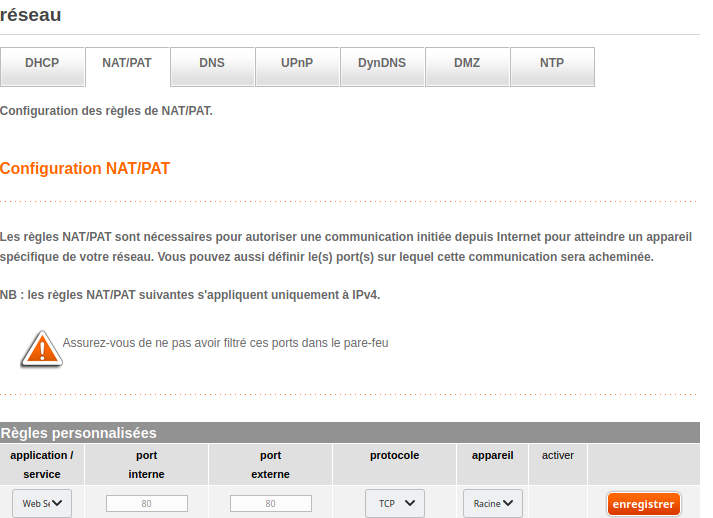 réseau
DHCP NAT/PAT DNS UPnP DynDNS DMZ NTP
Configuration des règles de NAT/PAT.
Configuration NAT/PAT
Les règles NAT/PAT sont nécessaires pour autoriser une communication initiée depuis Internet pour atteindre un appareil
spécifique de votre réseau. Vous pouvez aussi définir le(s) port(s) sur lequel cette communication sera acheminée.
NB : les règles NAT/PAT suivantes s'appliquent uniquement à IPv4.
Assurez-vous de ne pas avoir filtré ces ports dans le pare-feu
Règles personnalisées
application / port port protocole appareil activer
service interne externe
Web Se 80 80 TCP Racine enregistrer